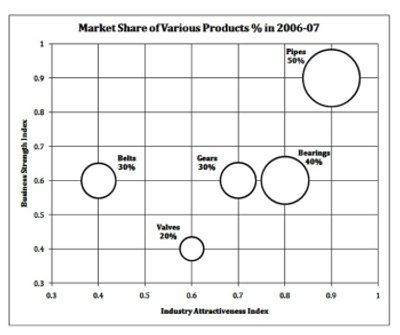 Market Share of Various Products % in 2006-07
1
0.9
0.8
0.7
0.6
0.5
0.4
0.3
Business Strength Index
Pipes
50%
Belts
30%
Gears
30%
Bearings
40%
Valves
20%
0.3
0.4
0.5
0.6
0.7
0.8
0.9
1
Industry Attractiveness Index